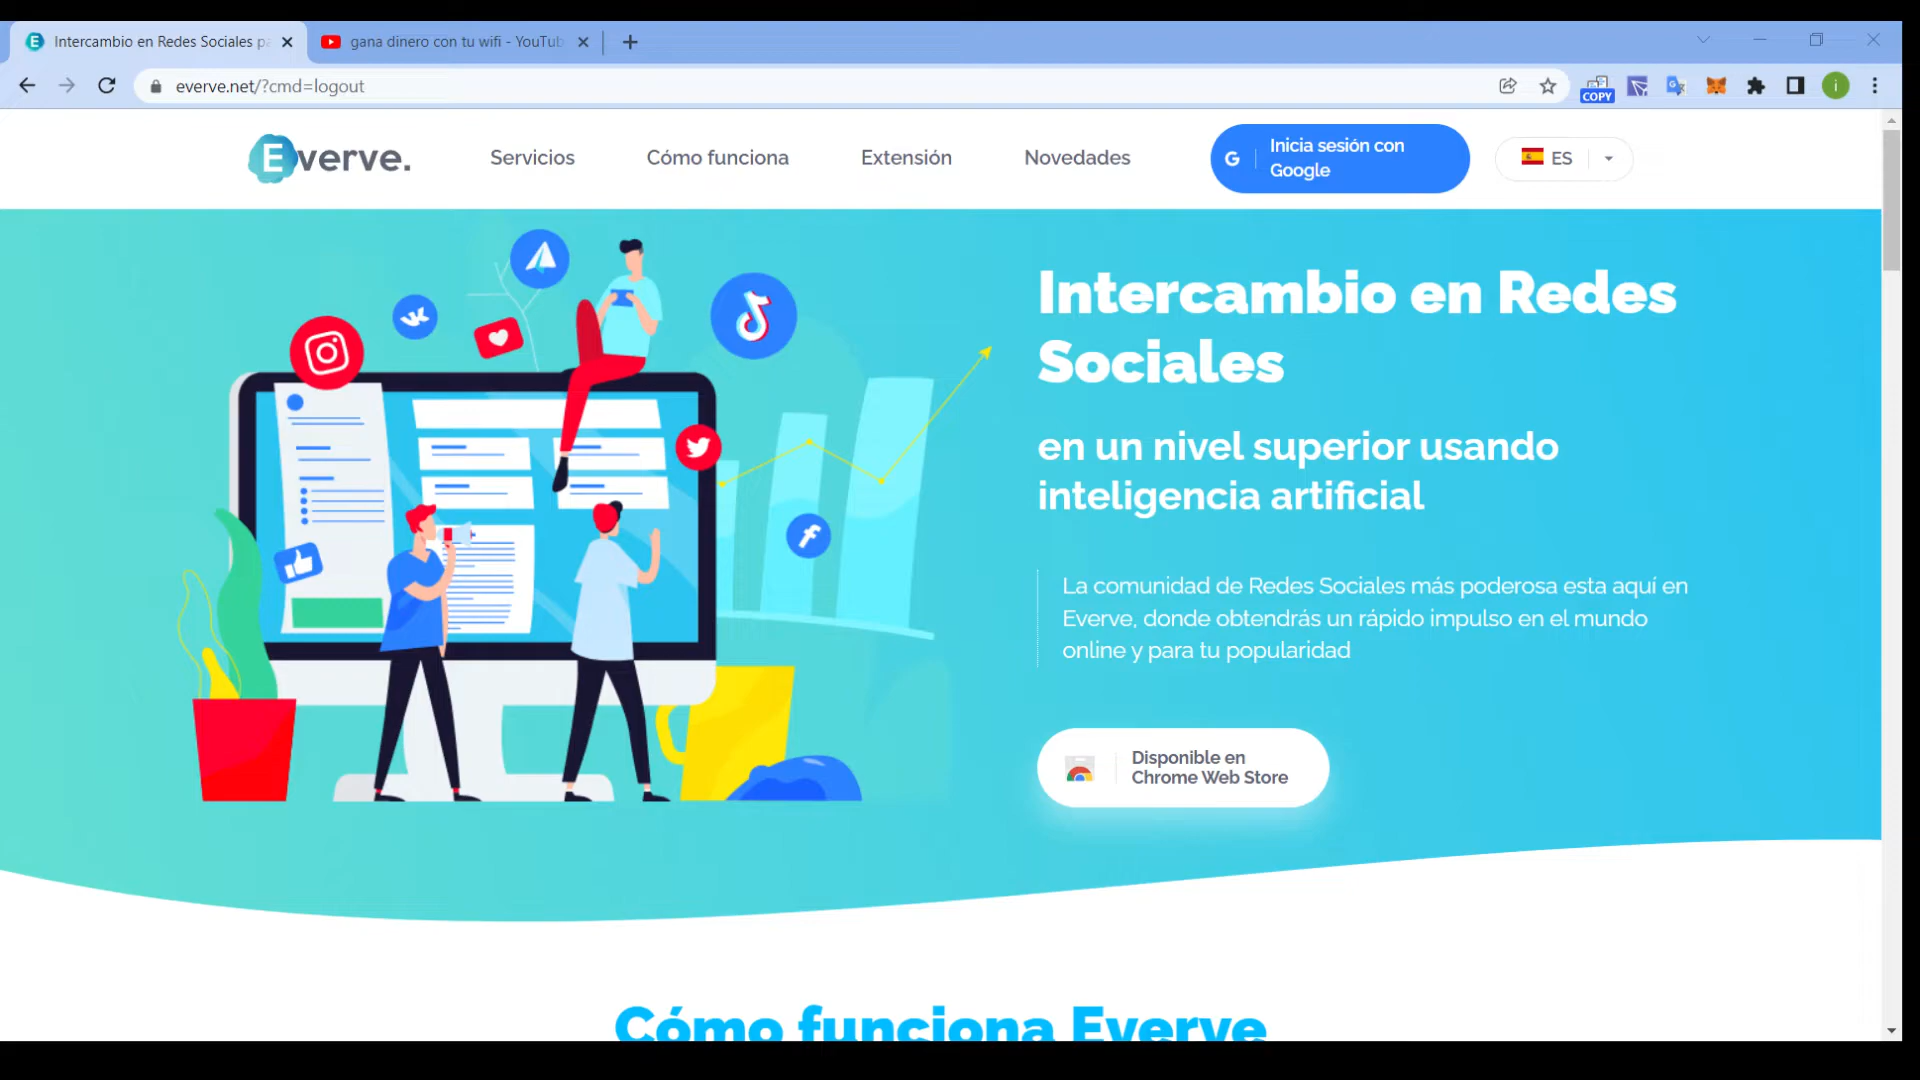 Intercambio en Redes Sociales pa
gana dinero con tu wifi - YouTub
everve.net/?cmd=logout
COPY
i
Everve.
Servicios
Cómo funciona
Extensión
Novedades
G
Inicia sesión con
Google
ES
Intercambio en Redes
Sociales
en un nivel superior usando
inteligencia artificial
La comunidad de Redes Sociales más poderosa esta aquí en
Everve, donde obtendrás un rápido impulso en el mundo
online y para tu popularidad
Disponible en
Chrome Web Store
Cómo funciona Everve